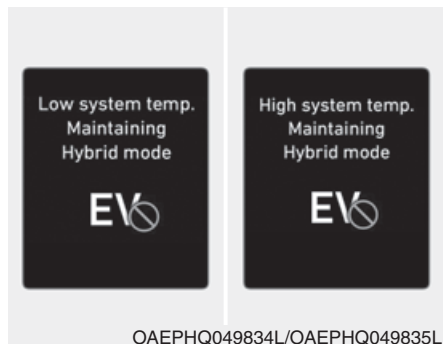 Low system temp.
Maintaining
Hybrid mode
EV
High system temp.
Maintaining
Hybrid mode
EV
OAEPHQ049834L/OAEPHQ049835L